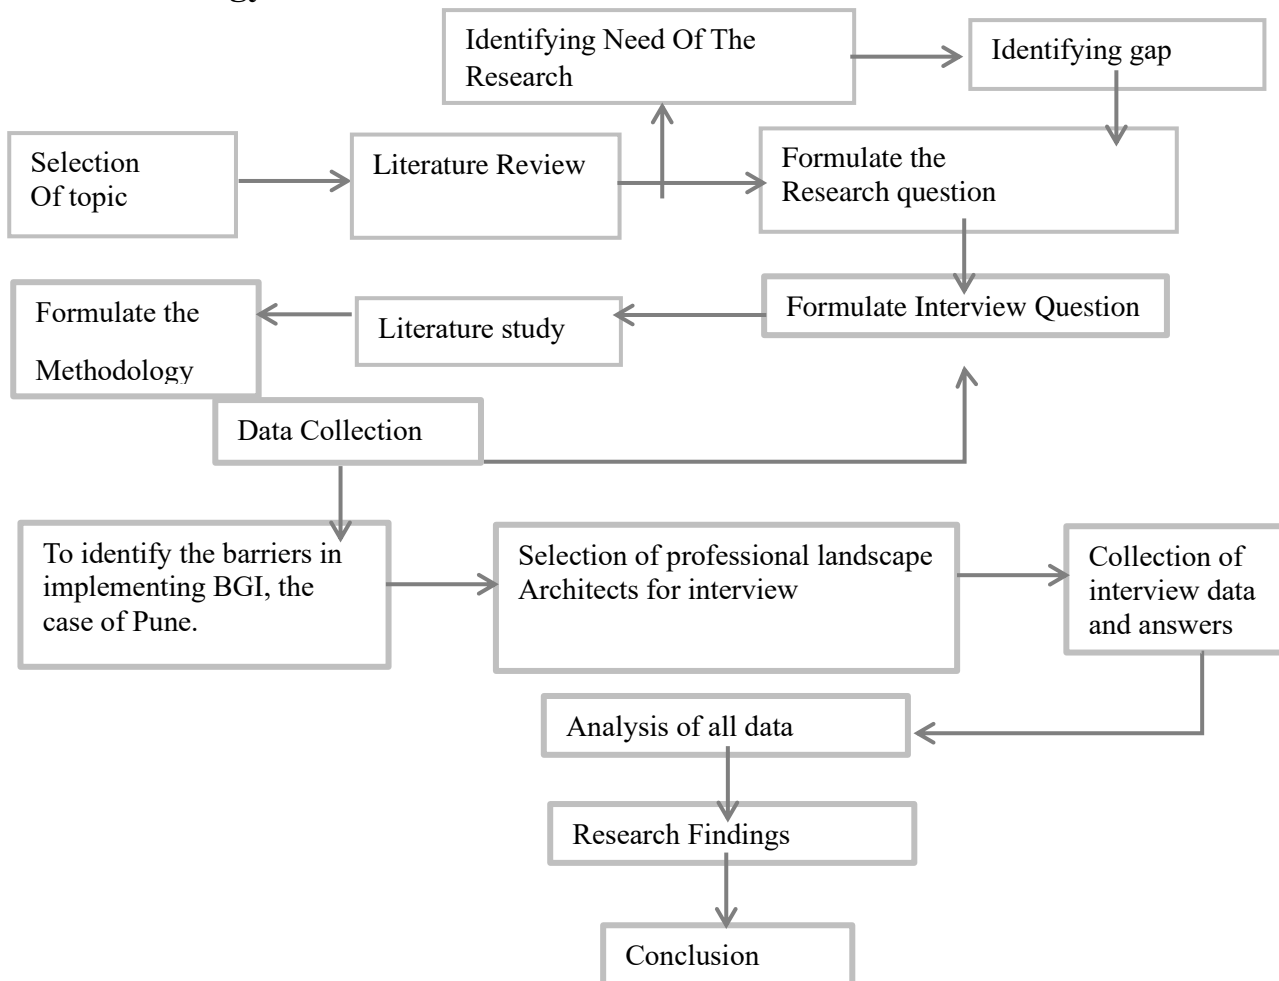 Identifying Need Of The
Research
Identifying gap
Selection
Of topic
Literature Review
Formulate the
Research question
Formulate the
Methodology
Literature study
Formulate Interview Question
Data Collection
To identify the barriers in
implementing BGI, the
case of Pune.
Selection of professional landscape
Architects for interview
Collection of
interview data
and answers
Analysis of all data
Research Findings
Conclusion